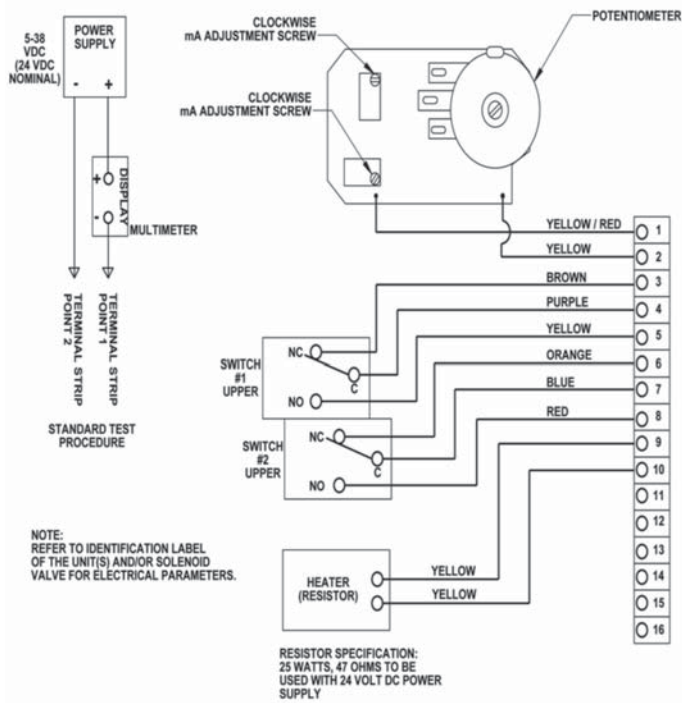 POWER
SUPPLY
5-38
VDC
(24 VDC
NOMINAL)
-
+
+
-
DISPLAY
MULTIMETER
TERMINAL STRIP
POINT 2
TERMINAL STRIP
POINT 1
STANDARD TEST
PROCEDURE
CLOCKWISE
mA ADJUSTMENT SCREW
CLOCKWISE
mA ADJUSTMENT SCREW
POTENTIOMETER
YELLOW / RED
YELLOW
BROWN
PURPLE
YELLOW
ORANGE
BLUE
RED
1
2
3
4
5
6
7
8
9
10
11
12
13
14
15
16
SWITCH
#1
UPPER
NC
C
NO
SWITCH
#2
UPPER
NC
C
NO
NOTE:
REFER TO IDENTIFICATION LABEL
OF THE UNIT(S) AND/OR SOLENOID
VALVE FOR ELECTRICAL PARAMETERS.
HEATER
(RESISTOR)
YELLOW
YELLOW
RESISTOR SPECIFICATION:
25 WATTS, 47 OHMS TO BE
USED WITH 24 VOLT DC POWER
SUPPLY